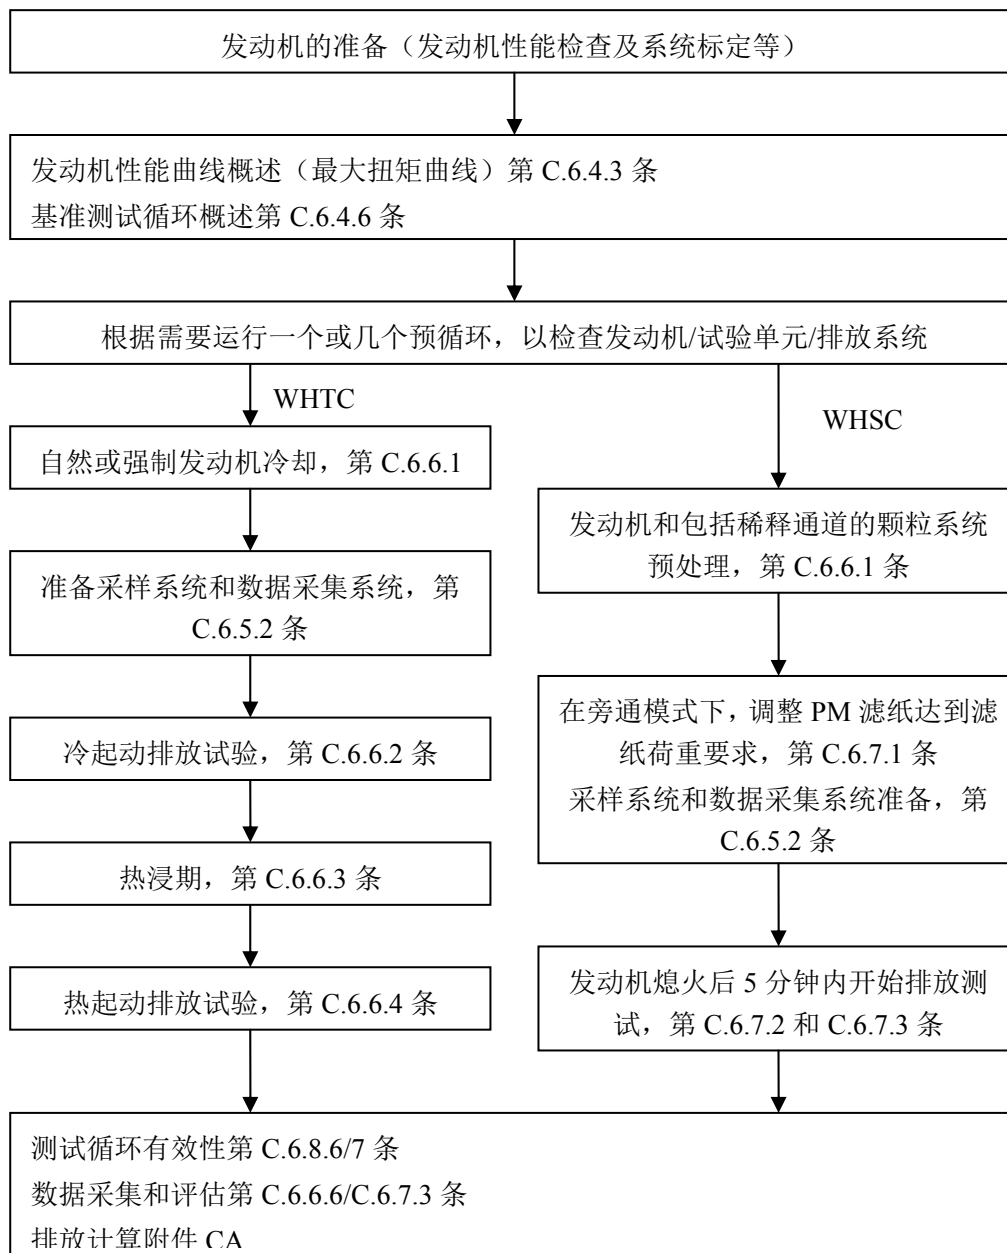 发动机的准备（发动机性能检查及系统标定等）
发动机性能曲线概述（最大扭矩曲线）第 C.6.4.3 条
基准测试循环概述第 C.6.4.6 条
根据需要运行一个或几个预循环，以检查发动机/试验单元/排放系统
WHTC
自然或强制发动机冷却，第 C.6.6.1
准备采样系统和数据采集系统，第
C.6.5.2 条
冷起动排放试验，第 C.6.6.2 条
热浸期，第 C.6.6.3 条
热起动排放试验，第 C.6.6.4 条
WHSC
发动机和包括稀释通道的颗粒系统
预处理，第 C.6.6.1 条
在旁通模式下，调整 PM 滤纸达到滤
纸荷重要求，第 C.6.7.1 条
采样系统和数据采集系统准备，第
C.6.5.2 条
发动机熄火后 5 分钟内开始排放测
试，第 C.6.7.2 和 C.6.7.3 条
测试循环有效性第 C.6.8.6/7 条
数据采集和评估第 C.6.6.6/C.6.7.3 条
排放计算附件 CA